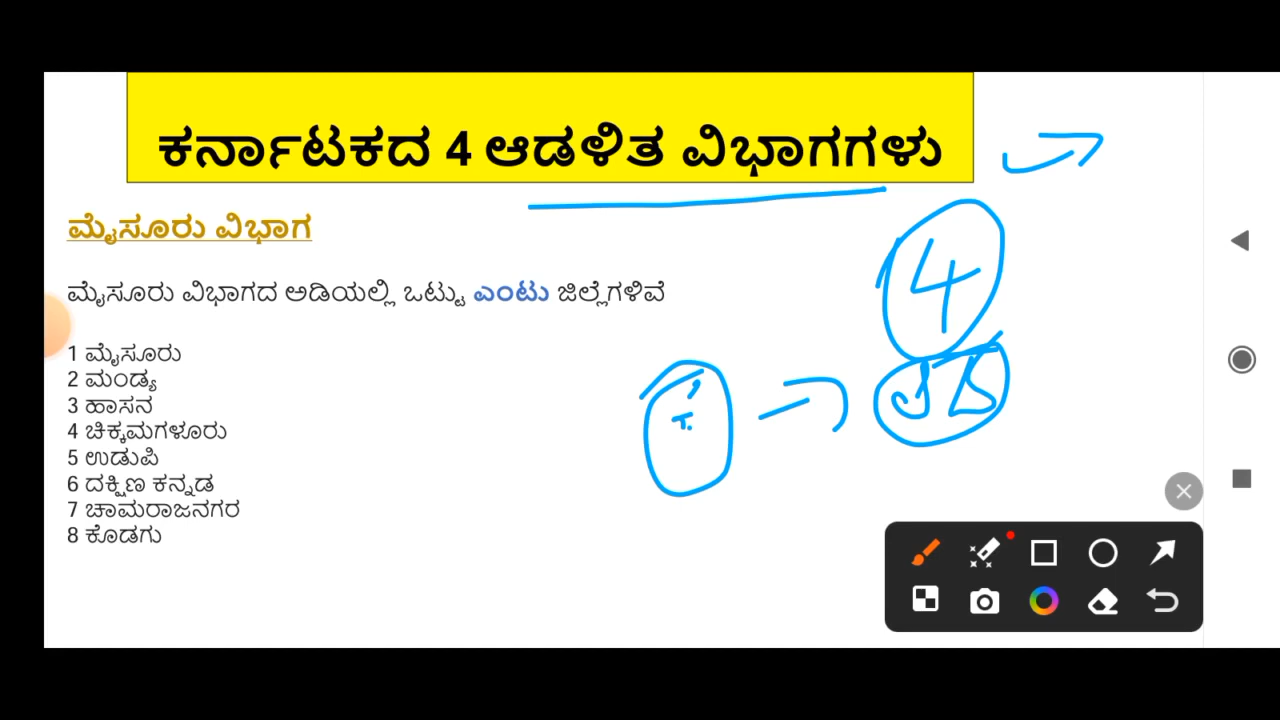 ಕರ್ನಾಟಕದ 4 ಆಡಳಿತ ವಿಭಾಗಗಳು
ಮೈಸೂರು ವಿಭಾಗ
ಮೈಸೂರು ವಿಭಾಗದ ಅಡಿಯಲ್ಲಿ ಒಟ್ಟು ಎಂಟು ಜಿಲ್ಲೆಗಳಿವೆ
4
1 ಮೈಸೂರು
2 ಮಂಡ್ಯ
3 ಹಾಸನ
4 ಚಿಕ್ಕಮಗಳೂರು
5 ಉಡುಪಿ
6 ದಕ್ಷಿಣ ಕನ್ನಡ
7 ಚಾಮರಾಜನಗರ
8 ಕೊಡಗು